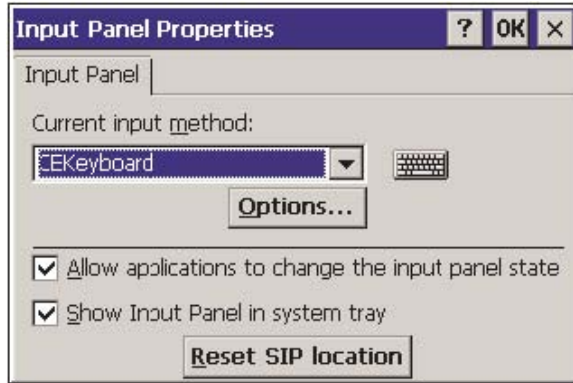 Input Panel Properties ? OK ×
Input Panel
Current input method:
CEKeyboard
Options...
Allow applications to change the input panel state
Show Input Panel in system tray
Reset SIP location